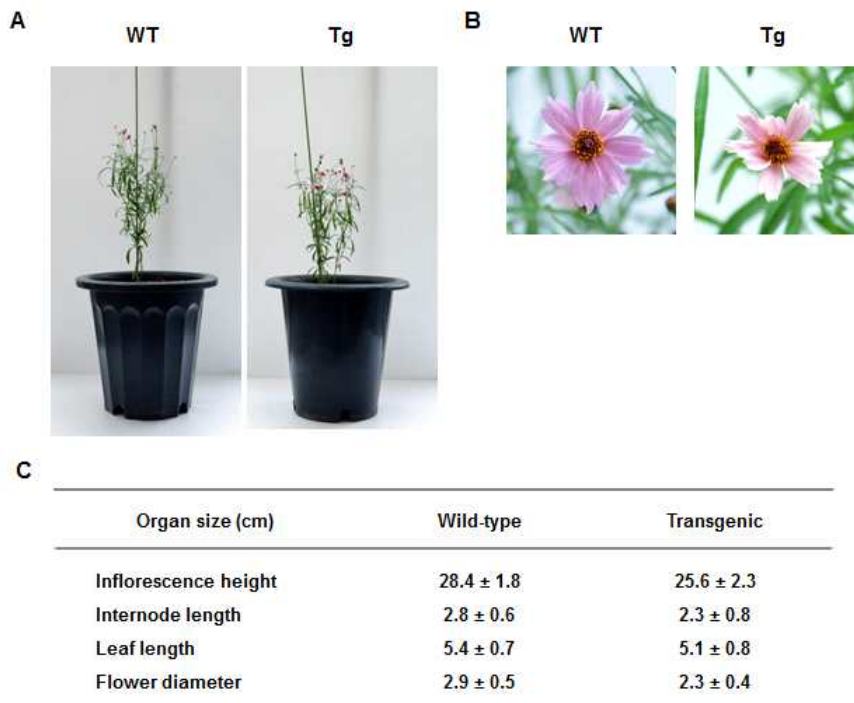 A
WT
Tg
B
WT
Tg
C
Organ size (cm) Wild-type Transgenic
Inflorescence height 28.4 ± 1.8 25.6 ± 2.3
Internode length 2.8 ± 0.6 2.3 ± 0.8
Leaf length 5.4 ± 0.7 5.1 ± 0.8
Flower diameter 2.9 ± 0.5 2.3 ± 0.4